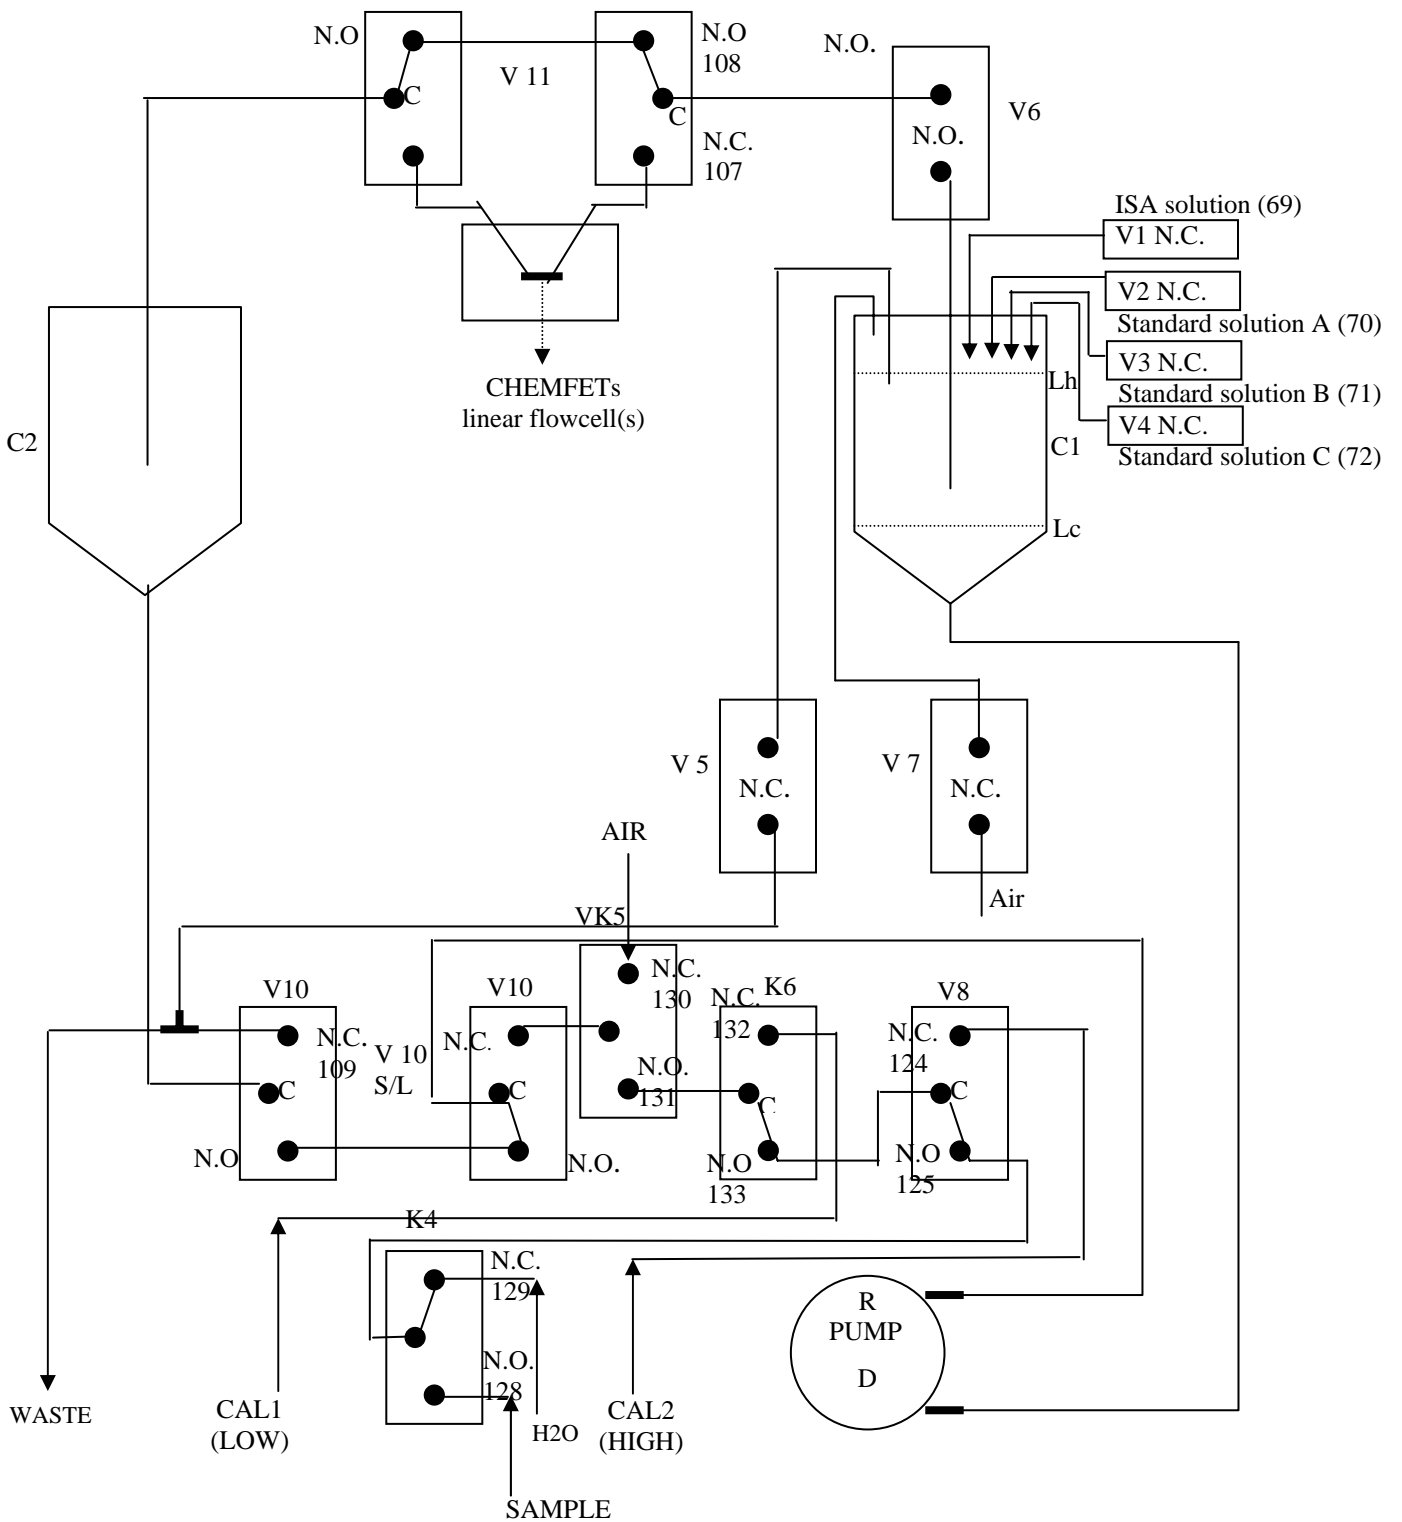 N.O
N.O
108
V 11
C
C
N.C.
107
N.O.
V6
N.O.
ISA solution (69)
V1 N.C.
V2 N.C.
Standard solution A (70)
V3 N.C.
Standard solution B (71)
V4 N.C.
Standard solution C (72)
Lh
C1
Lc
CHEMFETs
linear flowcell(s)
C2
V 5
N.C.
V 7
N.C.
AIR
Air
VK5
V10
N.C.
109
C
N.O
V 10
S/L
V10
N.C.
C
N.O.
N.C.
130
N.O.
131
K6
N.C.
132
C
N.O
133
V8
N.C.
124
C
N.O
125
K4
N.C.
129
N.O.
128
WASTE
CAL1
(LOW)
H2O
SAMPLE
CAL2
(HIGH)
R
PUMP
D